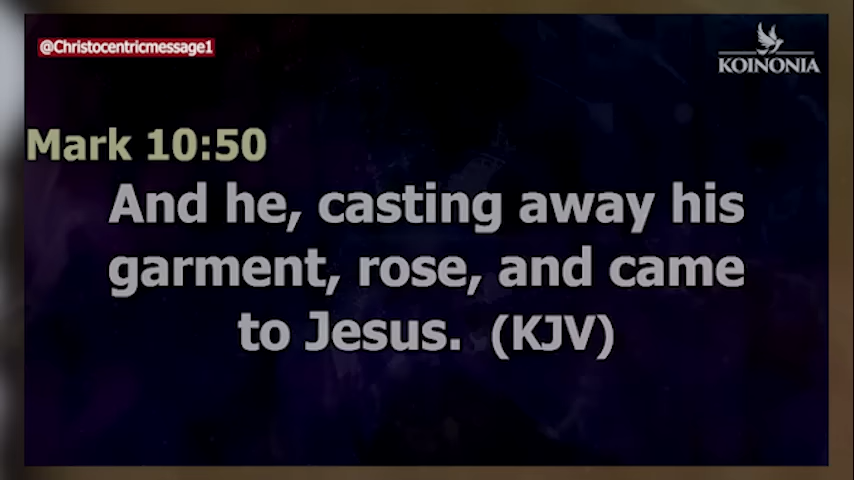 @Christocentricmessage1
KOINONIA
Mark 10:50
And he, casting away his
garment, rose, and came
to Jesus. (KJV)